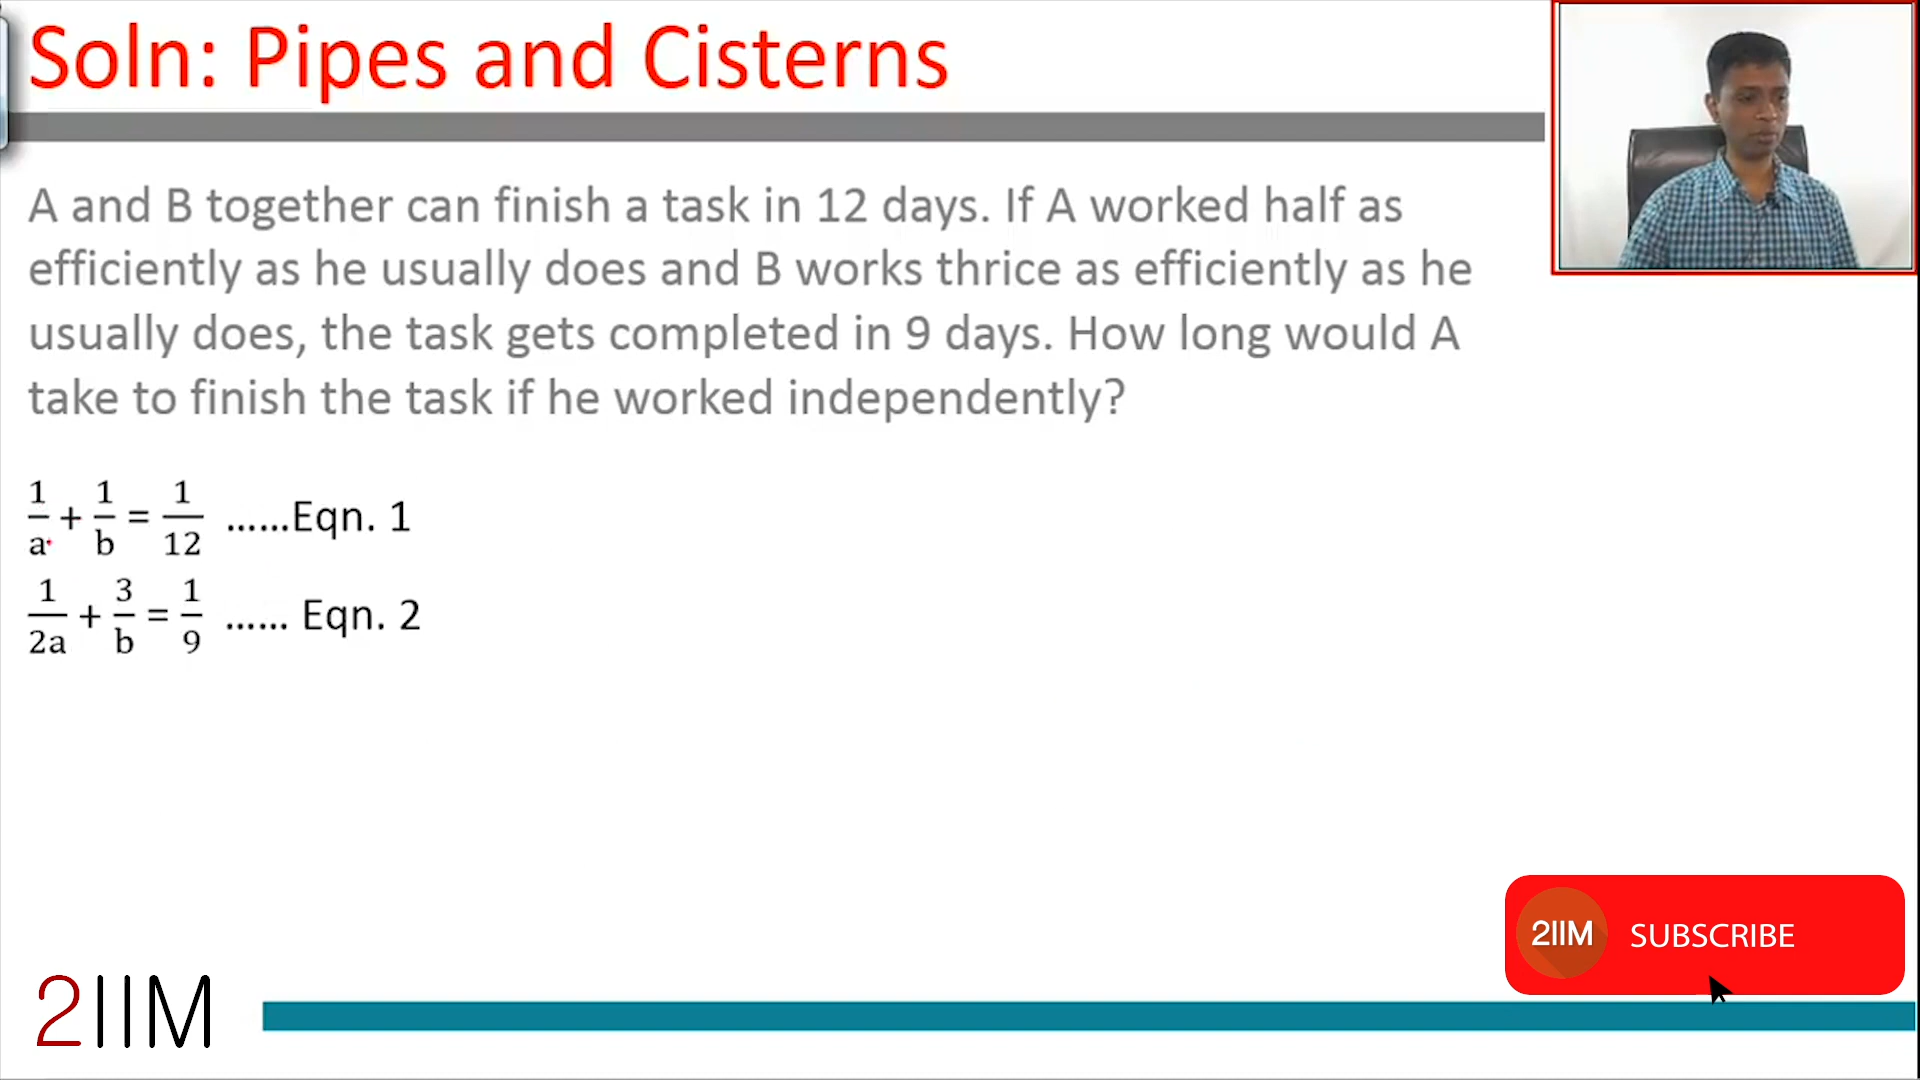 Soln: Pipes and Cisterns
A and B together can finish a task in 12 days. If A worked half as
efficiently as he usually does and B works thrice as efficiently as he
usually does, the task gets completed in 9 days. How long would A
take to finish the task if he worked independently?
1/a + 1/b = 1/12 ......Eqn. 1
1/2a + 3/b = 1/9 ...... Eqn. 2
2IIM SUBSCRIBE
2IIM